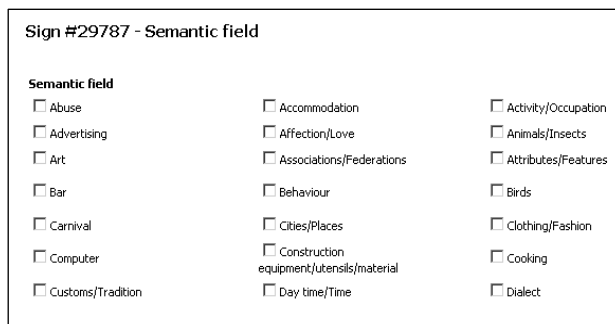 Sign #29787 - Semantic field
Semantic field
Abuse Accommodation Activity/Occupation
Advertising Affection/Love Animals/Insects
Art Associations/Federations Attributes/Features
Bar Behaviour Birds
Carnival Cities/Places Clothing/Fashion
Computer Construction Cooking
equipment/utensils/material
Customs/Tradition Day time/Time Dialect